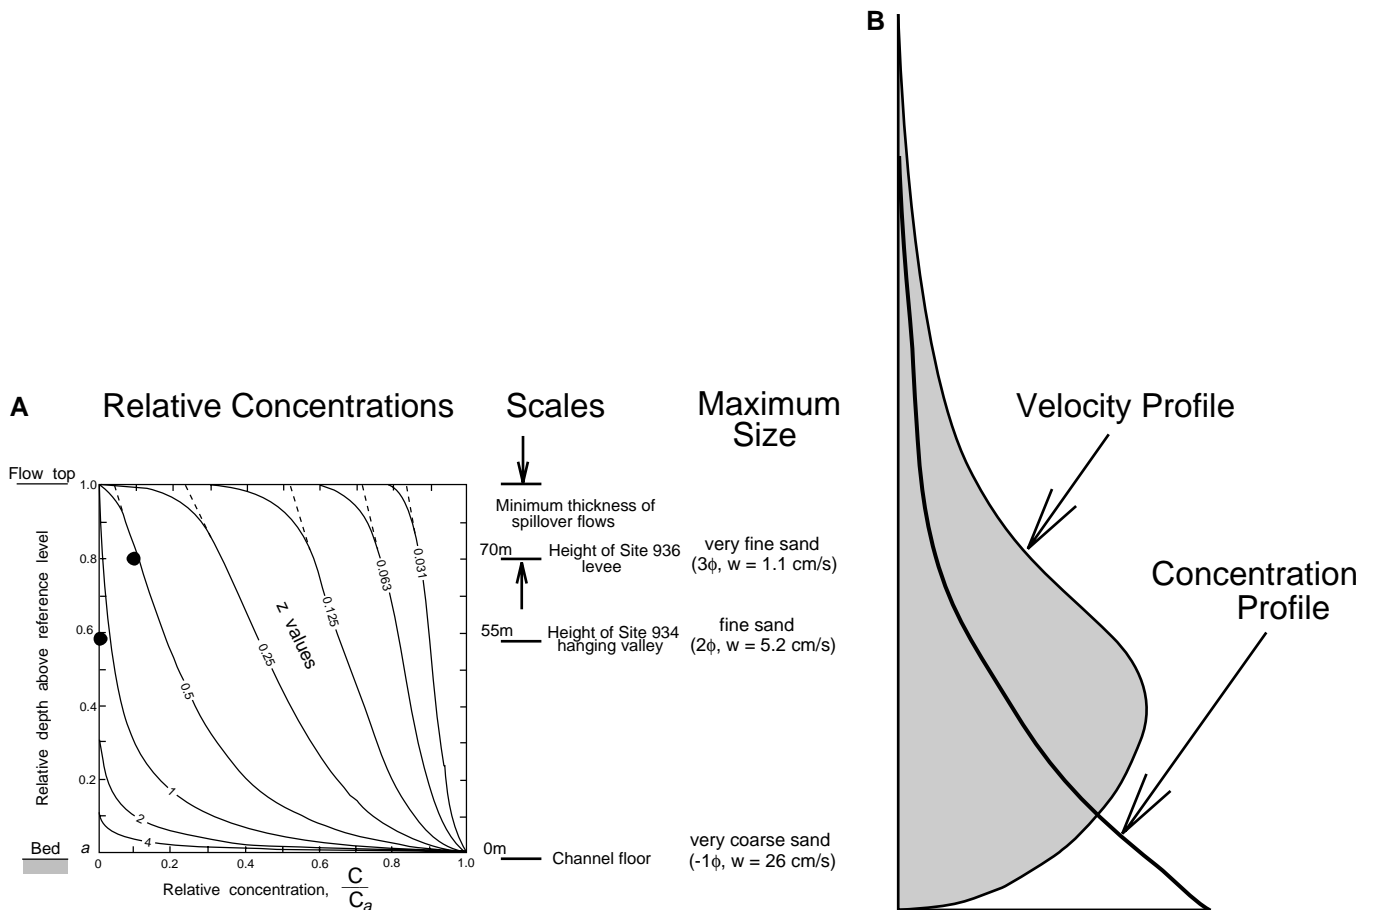 A
Relative Concentrations
Scales
Maximum
Size
Flow top
1.0
0.8
0.6
0.4
0.2
a
Bed
Relative depth above reference level
0
0.2
0.4
0.6
0.8
1.0
Relative concentration, C
Ca
z values
0.031
0.063
0.125
0.25
0.5
1
2
4
Minimum thickness of
spillover flows
70m
Height of Site 936
levee
very fine sand
(3ϕ, w = 1.1 cm/s)
55m
Height of Site 934
hanging valley
fine sand
(2ϕ, w = 5.2 cm/s)
0m
Channel floor
very coarse sand
(-1ϕ, w = 26 cm/s)
B
Velocity Profile
Concentration
Profile